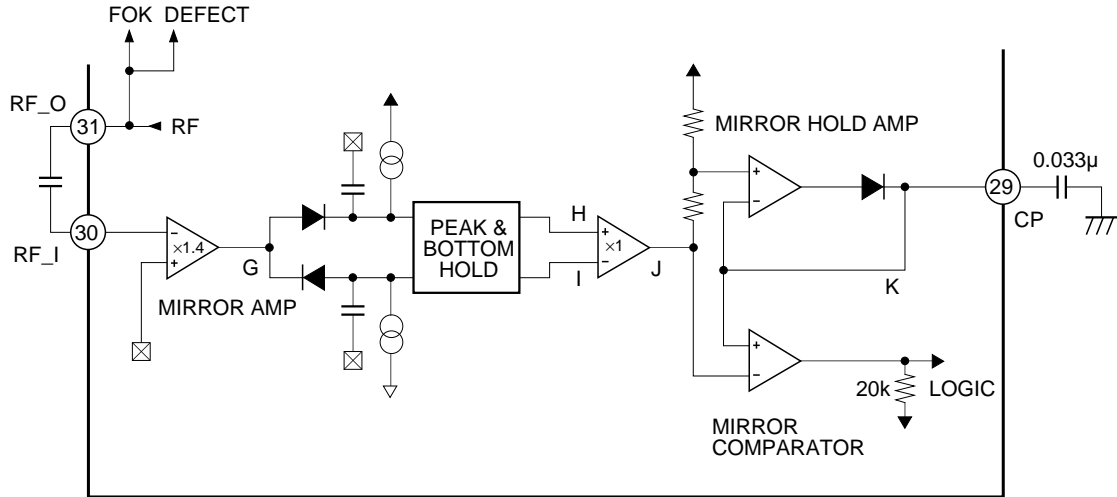 FOK DEFECT
RF_O
31
RF
30
RF_I
−
×1.4
+
G
MIRROR AMP
PEAK &
BOTTOM
HOLD
H
I
+
×1
−
J
MIRROR HOLD AMP
+
−
K
29
CP
0.033µ
+
−
20k
LOGIC
MIRROR
COMPARATOR